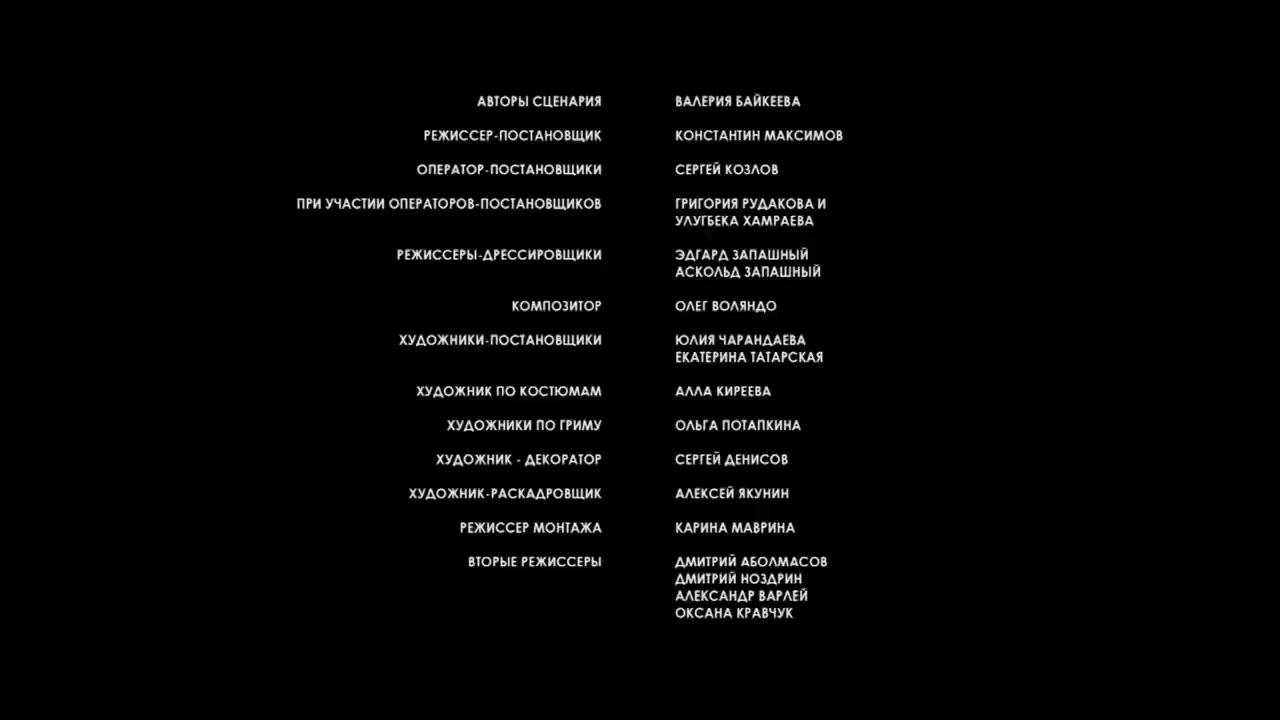 АВТОРЫ СЦЕНАРИЯ ВАЛЕРИЯ БАЙКЕЕВА
РЕЖИССЕР-ПОСТАНОВЩИК КОНСТАНТИН МАКСИМОВ
ОПЕРАТОР-ПОСТАНОВЩИКИ СЕРГЕЙ КОЗЛОВ
ПРИ УЧАСТИИ ОПЕРАТОРОВ-ПОСТАНОВЩИКОВ ГРИГОРИЯ РУДАКОВА И
УЛУГБЕКА ХАМРАЕВА
РЕЖИССЕРЫ-ДРЕССИРОВЩИКИ ЭДГАРД ЗАПАШНЫЙ
АСКОЛЬД ЗАПАШНЫЙ
КОМПОЗИТОР ОЛЕГ ВОЛЯНДО
ХУДОЖНИКИ-ПОСТАНОВЩИКИ ЮЛИЯ ЧАРАНДАЕВА
ЕКАТЕРИНА ТАТАРСКАЯ
ХУДОЖНИК ПО КОСТЮМАМ АЛЛА КИРЕЕВА
ХУДОЖНИКИ ПО ГРИМУ ОЛЬГА ПОТАПКИНА
ХУДОЖНИК - ДЕКОРАТОР СЕРГЕЙ ДЕНИСОВ
ХУДОЖНИК-РАСКАДРОВЩИК АЛЕКСЕЙ ЯКУНИН
РЕЖИССЕР МОНТАЖА КАРИНА МАВРИНА
ВТОРЫЕ РЕЖИССЕРЫ ДМИТРИЙ АБОЛМАСОВ
ДМИТРИЙ НОЗДРИН
АЛЕКСАНДР ВАРЛЕЙ
ОКСАНА КРАВЧУК